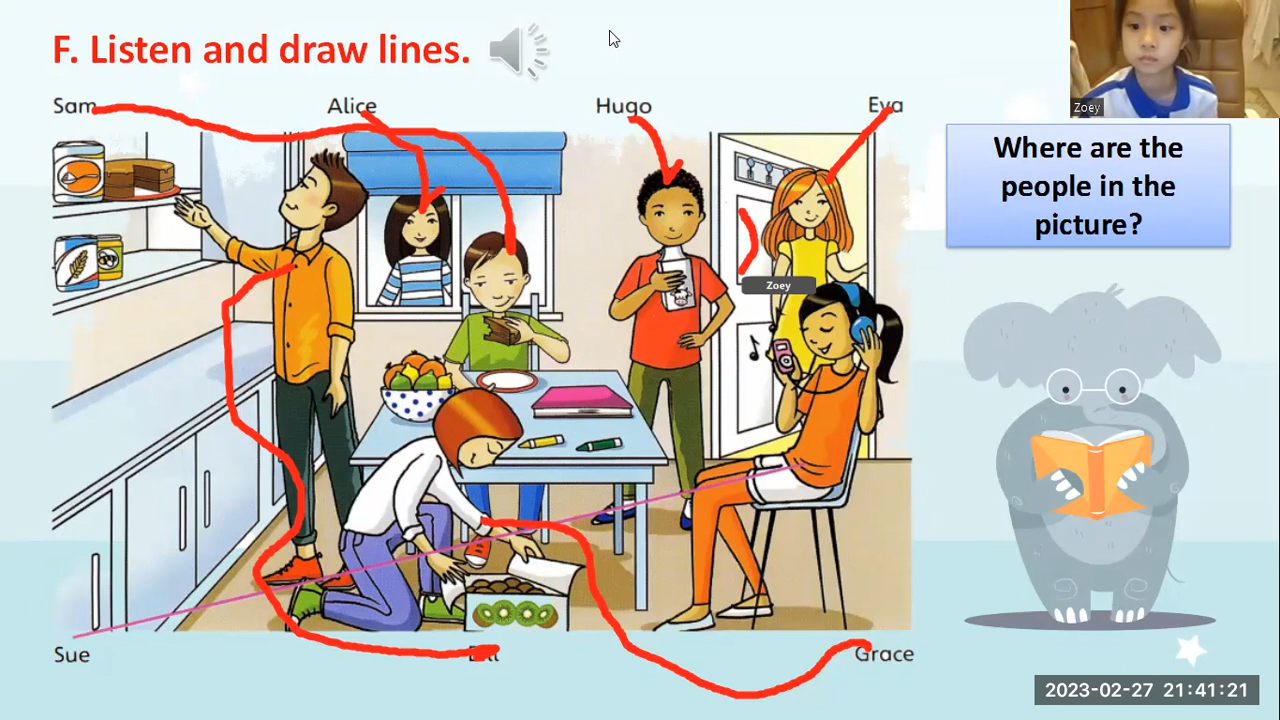 F. Listen and draw lines.
Zoey
Sam Alice Hugo Eva
Where are the
people in the
picture?
Zoey
Sue Bill Grace
2023-02-27 21:41:21